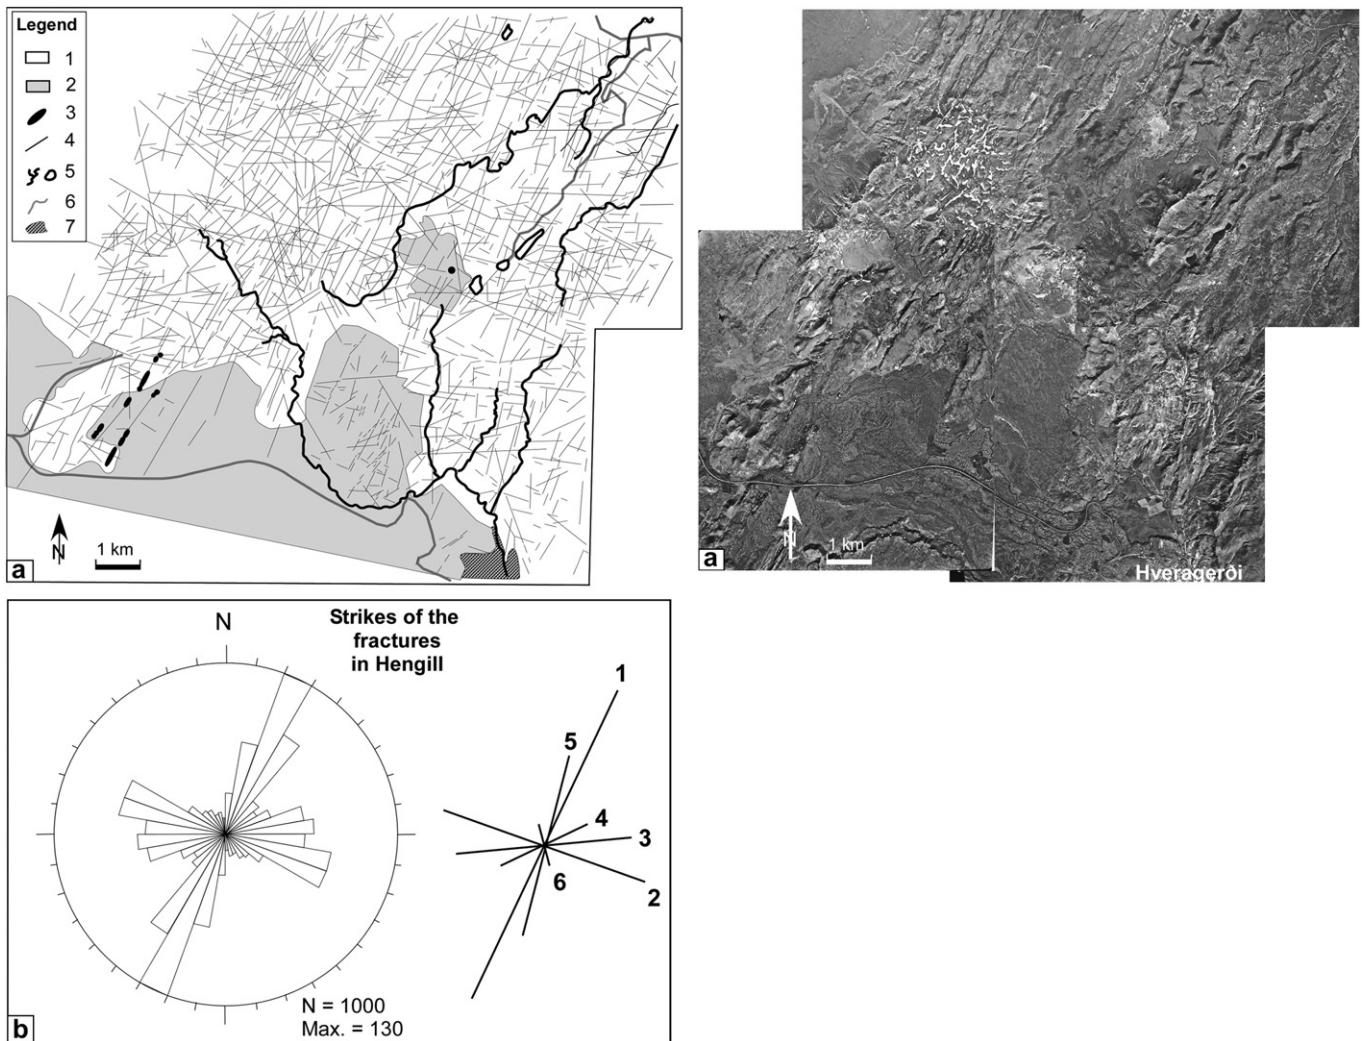 Legend
1
2
3
4
5
6
7
N
1 km
a
N
1 km
a
Hveragerði
N
Strikes of the
fractures
in Hengill
1
5
4
3
6
2
N = 1000
Max. = 130
b